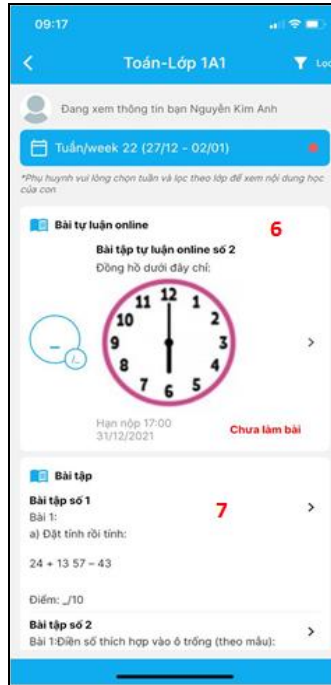 09:17
Toán-Lớp 1A1
Lọc
Đang xem thông tin bạn Nguyễn Kim Anh
Tuần/week 22 (27/12 - 02/01)
*Phụ huynh vui lòng chọn tuần và lọc theo lớp để xem nội dung học
của con
Bài tự luận online
6
Bài tập tự luận online số 2
Đồng hồ dưới đây chỉ:
12
11 1
10 2
9 3
8 4
7 5
6
_
/_
Hạn nộp 17:00
31/12/2021
Chưa làm bài
Bài tập
Bài tập số 1
7
Bài 1:
a) Đặt tính rồi tính:
24 + 13 57 – 43
Điểm: _/10
Bài tập số 2
Bài 1:Điền số thích hợp vào ô trống (theo mẫu):